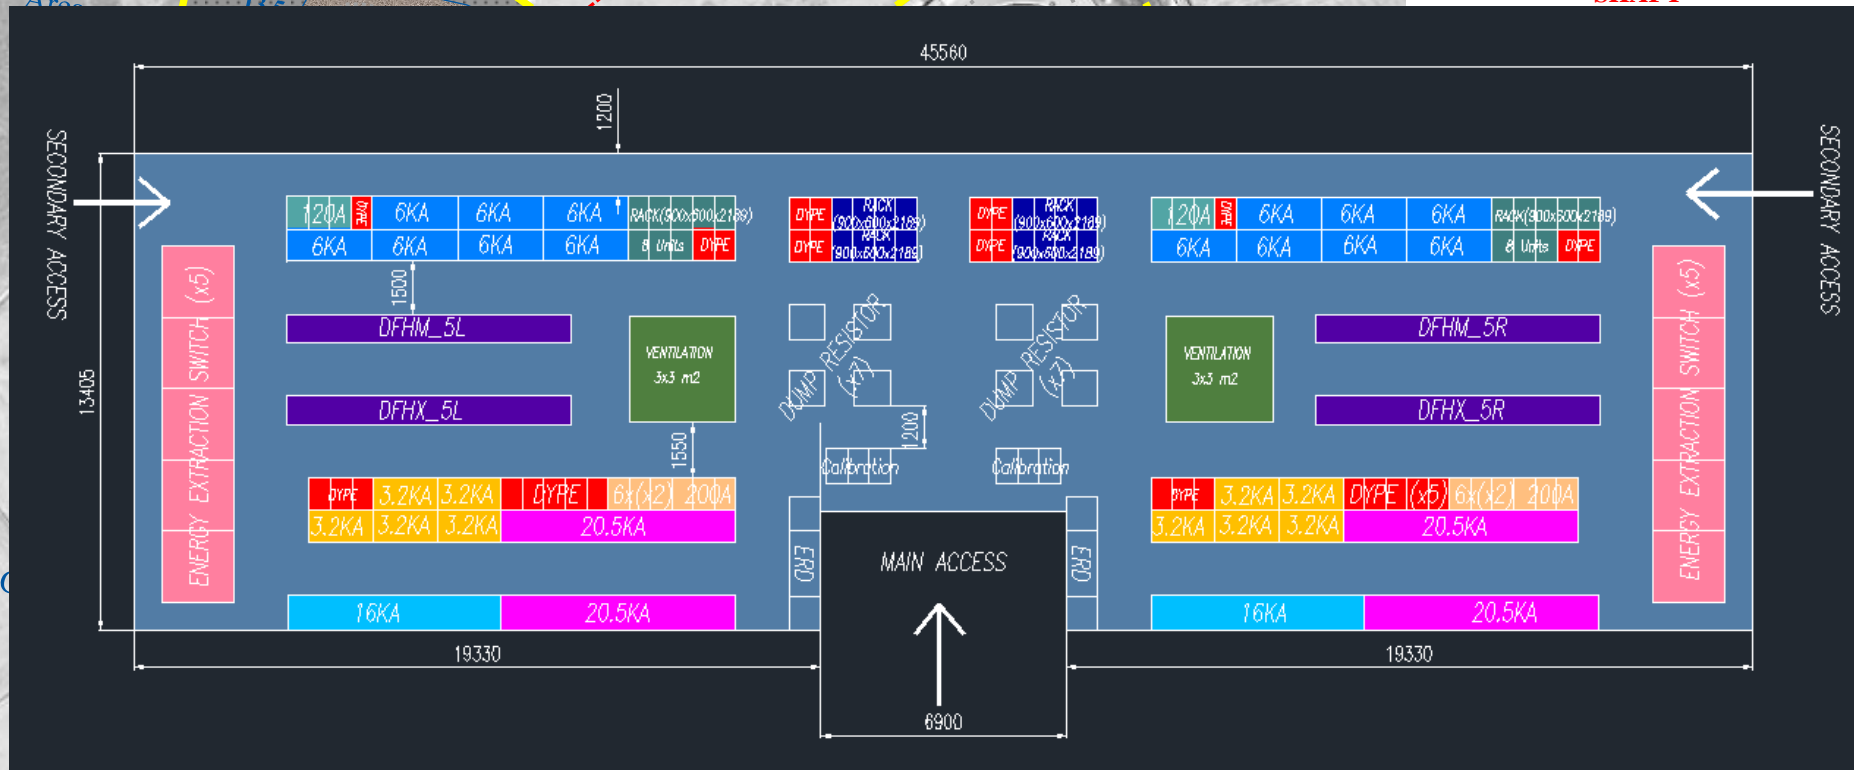 45560
1200
SECONDARY ACCESS
SECONDARY ACCESS
120A DYPE 6KA 6KA 6KA RACK(900x600x2189)
6KA 6KA 6KA 6KA 8 Units DYPE
DYPE RACK (900x600x2189)
DYPE RACK (900x600x2189)
DYPE RACK (900x600x2189)
DYPE RACK (900x600x2189)
120A DYPE 6KA 6KA 6KA RACK(900x600x2189)
6KA 6KA 6KA 6KA 8 Units DYPE
1500
13405
ENERGY EXTRACTION SWITCH (x5)
DFHM_5L
DFHX_5L
VENTILATION
3x3 m2
DUMP RESISTOR
(x7)
DUMP RESISTOR
(x7)
VENTILATION
3x3 m2
DFHM_5R
DFHX_5R
ENERGY EXTRACTION SWITCH (x5)
1550
1200
Calibration
Calibration
DYPE 3.2KA 3.2KA DYPE 6x(x2) 200A
3.2KA 3.2KA 3.2KA 20.5KA
DYPE 3.2KA 3.2KA DYPE (x5) 6x(x2) 200A
3.2KA 3.2KA 3.2KA 20.5KA
ERD
MAIN ACCESS
ERD
16KA 20.5KA
16KA 20.5KA
19330
19330
6900